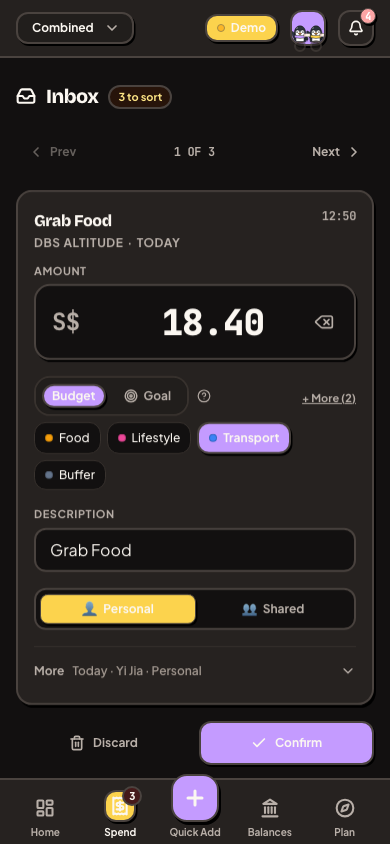 Combined
Demo
4
Inbox
3 to sort
Prev
1 OF 3
Next
Grab Food
12:50
DBS ALTITUDE · TODAY
AMOUNT
S$ 18.40
Budget
Goal
?
+ More (2)
Food
Lifestyle
Transport
Buffer
DESCRIPTION
Grab Food
Personal
Shared
More Today · Yi Jia · Personal
Discard
Confirm
3
Home
Spend
Quick Add
Balances
Plan